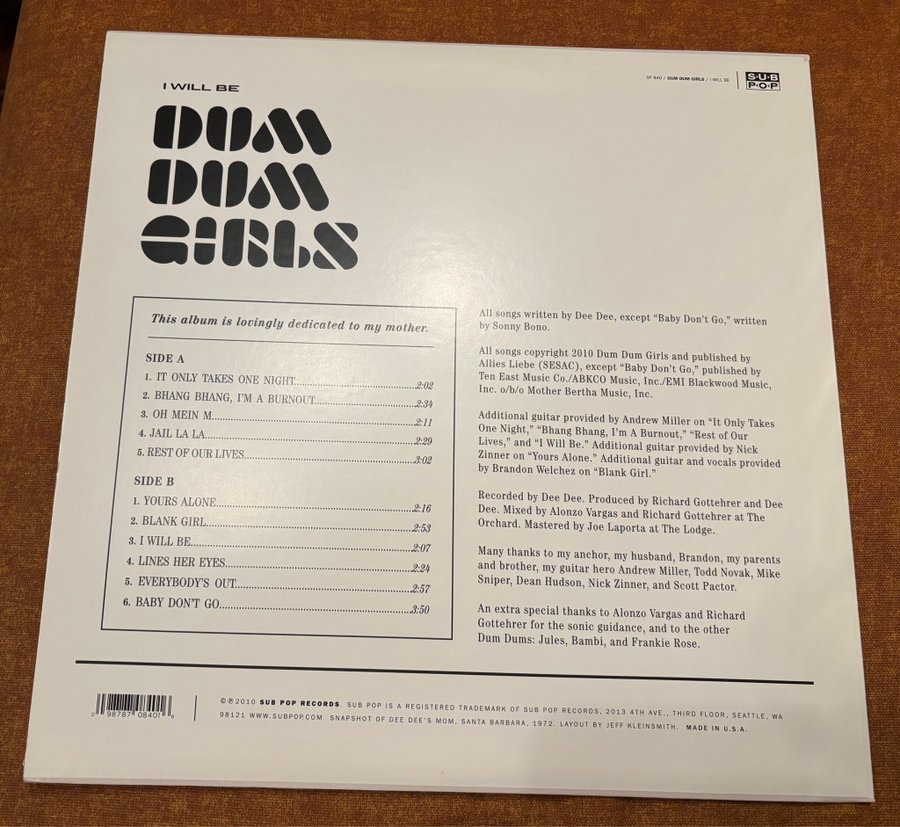 I WILL BE
SP 840 / DUM DUM GIRLS / I WILL BE
SUB
POP
DUM
DUM
GIRLS
This album is lovingly dedicated to my mother.
SIDE A
1. IT ONLY TAKES ONE NIGHT 2:02
2. BHANG BHANG, I'M A BURNOUT 2:34
3. OH MEIN M 2:11
4. JAIL LA LA 2:29
5. REST OF OUR LIVES 3:02
SIDE B
1. YOURS ALONE 2:16
2. BLANK GIRL 2:53
3. I WILL BE 2:07
4. LINES HER EYES 2:24
5. EVERYBODY'S OUT 2:57
6. BABY DON'T GO 3:50
All songs written by Dee Dee, except "Baby Don't Go," written
by Sonny Bono.
All songs copyright 2010 Dum Dum Girls and published by
Allies Liebe (SESAC), except "Baby Don't Go," published by
Ten East Music Co./ABKCO Music, Inc./EMI Blackwood Music,
Inc. o/b/o Mother Bertha Music, Inc.
Additional guitar provided by Andrew Miller on "It Only Takes
One Night," "Bhang Bhang, I'm A Burnout," "Rest of Our
Lives," and "I Will Be." Additional guitar provided by Nick
Zinner on "Yours Alone." Additional guitar and vocals provided
by Brandon Welchez on "Blank Girl."
Recorded by Dee Dee. Produced by Richard Gottehrer and Dee
Dee. Mixed by Alonzo Vargas and Richard Gottehrer at The
Orchard. Mastered by Joe Laporta at The Lodge.
Many thanks to my anchor, my husband, Brandon, my parents
and brother, my guitar hero Andrew Miller, Todd Novak, Mike
Sniper, Dean Hudson, Nick Zinner, and Scott Pactor.
An extra special thanks to Alonzo Vargas and Richard
Gottehrer for the sonic guidance, and to the other
Dum Dums: Jules, Bambi, and Frankie Rose.
0 98787 08401 6
©℗2010 SUB POP RECORDS. SUB POP IS A REGISTERED TRADEMARK OF SUB POP RECORDS, 2013 4TH AVE., THIRD FLOOR, SEATTLE, WA
98121 WWW.SUBPOP.COM SNAPSHOT OF DEE DEE'S MOM, SANTA BARBARA, 1972. LAYOUT BY JEFF KLEINSMITH. MADE IN U.S.A.